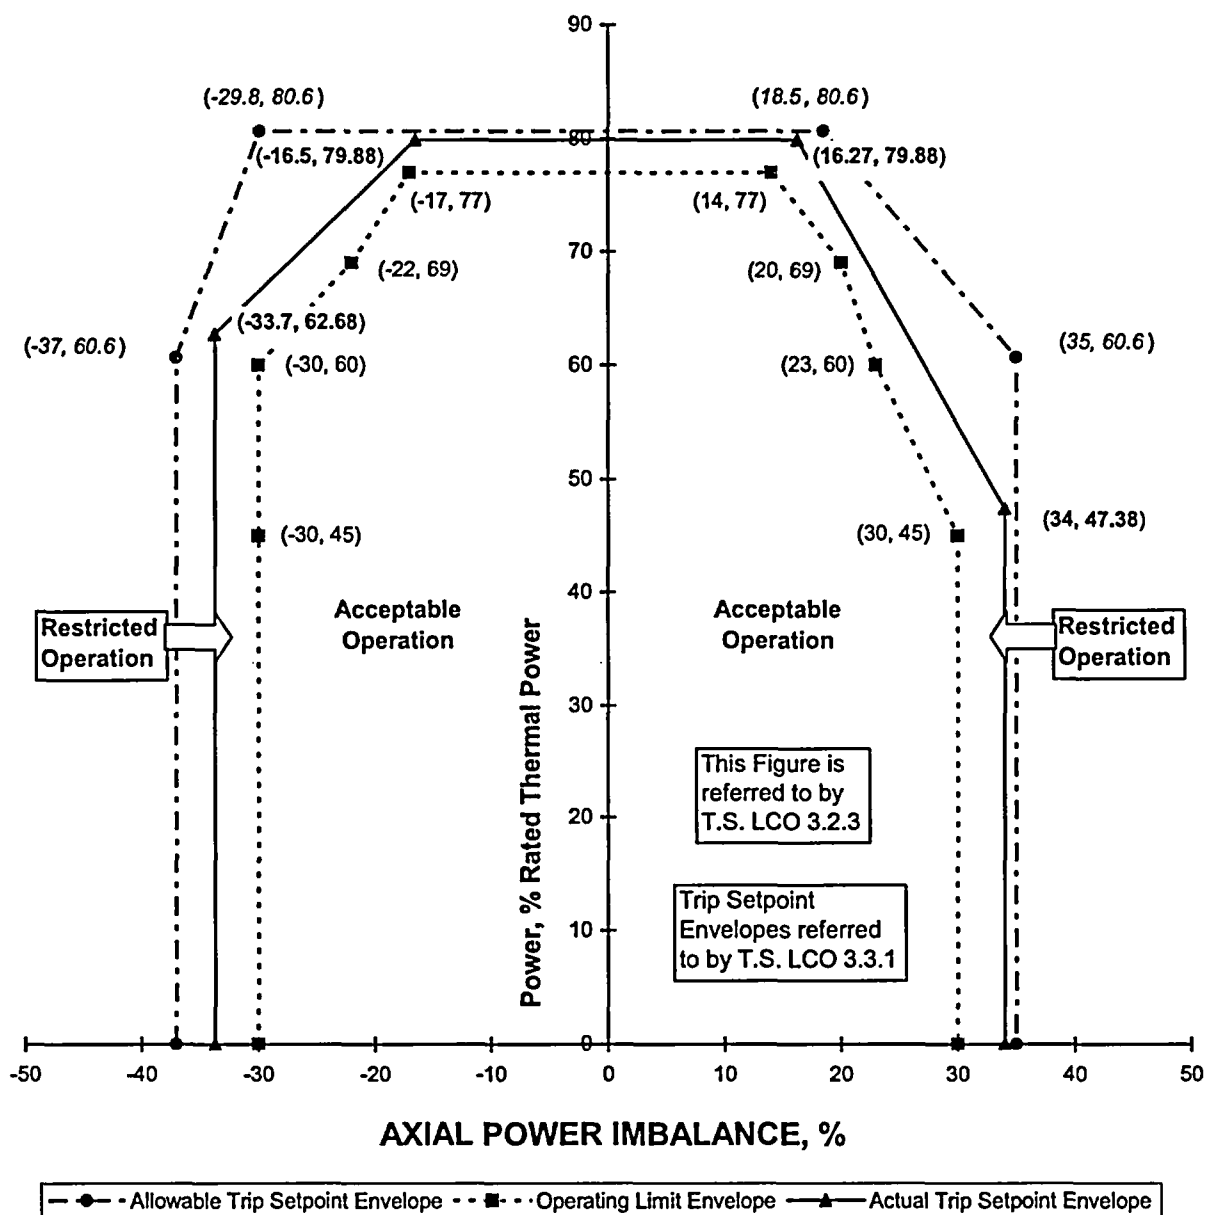 90
(-29.8, 80.6)
(18.5, 80.6)
80
(-16.5, 79.88)
(16.27, 79.88)
(-17, 77)
(14, 77)
70
(-22, 69)
(20, 69)
(-33.7, 62.68)
(-37, 60.6)
(35, 60.6)
60
(-30, 60)
(23, 60)
50
(34, 47.38)
(-30, 45)
(30, 45)
40
Restricted
Operation
Acceptable
Operation
Acceptable
Operation
Restricted
Operation
30
Power, % Rated Thermal Power
This Figure is
referred to by
T.S. LCO 3.2.3
20
Trip Setpoint
Envelopes referred
to by T.S. LCO 3.3.1
10
0
-50 -40 -30 -20 -10 0 10 20 30 40 50
AXIAL POWER IMBALANCE, %
Allowable Trip Setpoint Envelope Operating Limit Envelope Actual Trip Setpoint Envelope